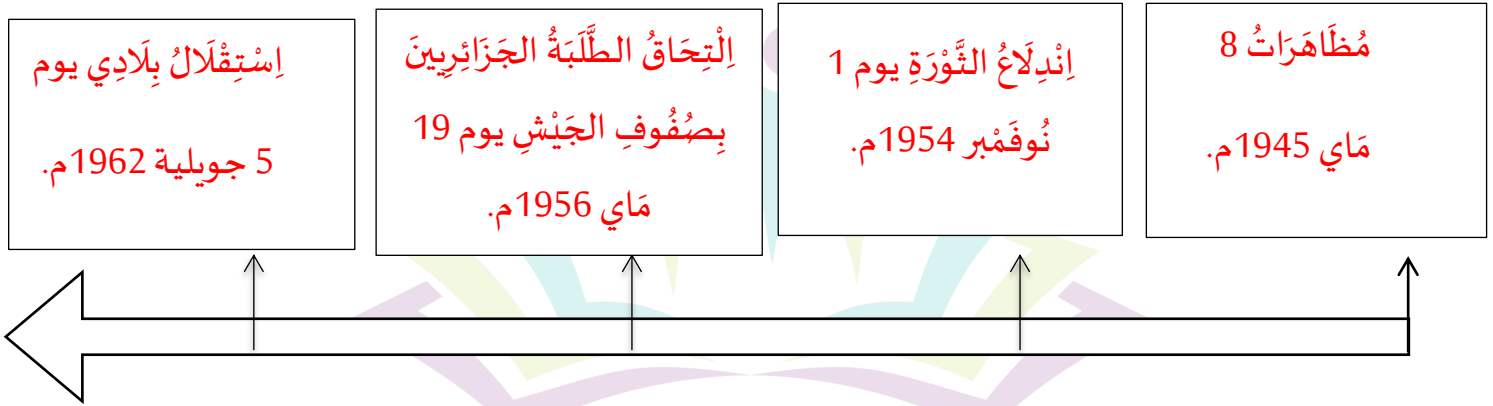 مُظَاهَرَاتُ 8
مَاي 1945م.
اِنْدِلَاعُ الثَّوْرَةِ يوم 1
نُوفَمْبر 1954م.
اِلْتِحَاقُ الطَّلَبَةُ الجَزَائِرِيينَ
بِصُفُوفِ الجَيْشِ يوم 19
مَاي 1956م.
اِسْتِقْلَالُ بِلَادِي يوم
5 جويلية 1962م.